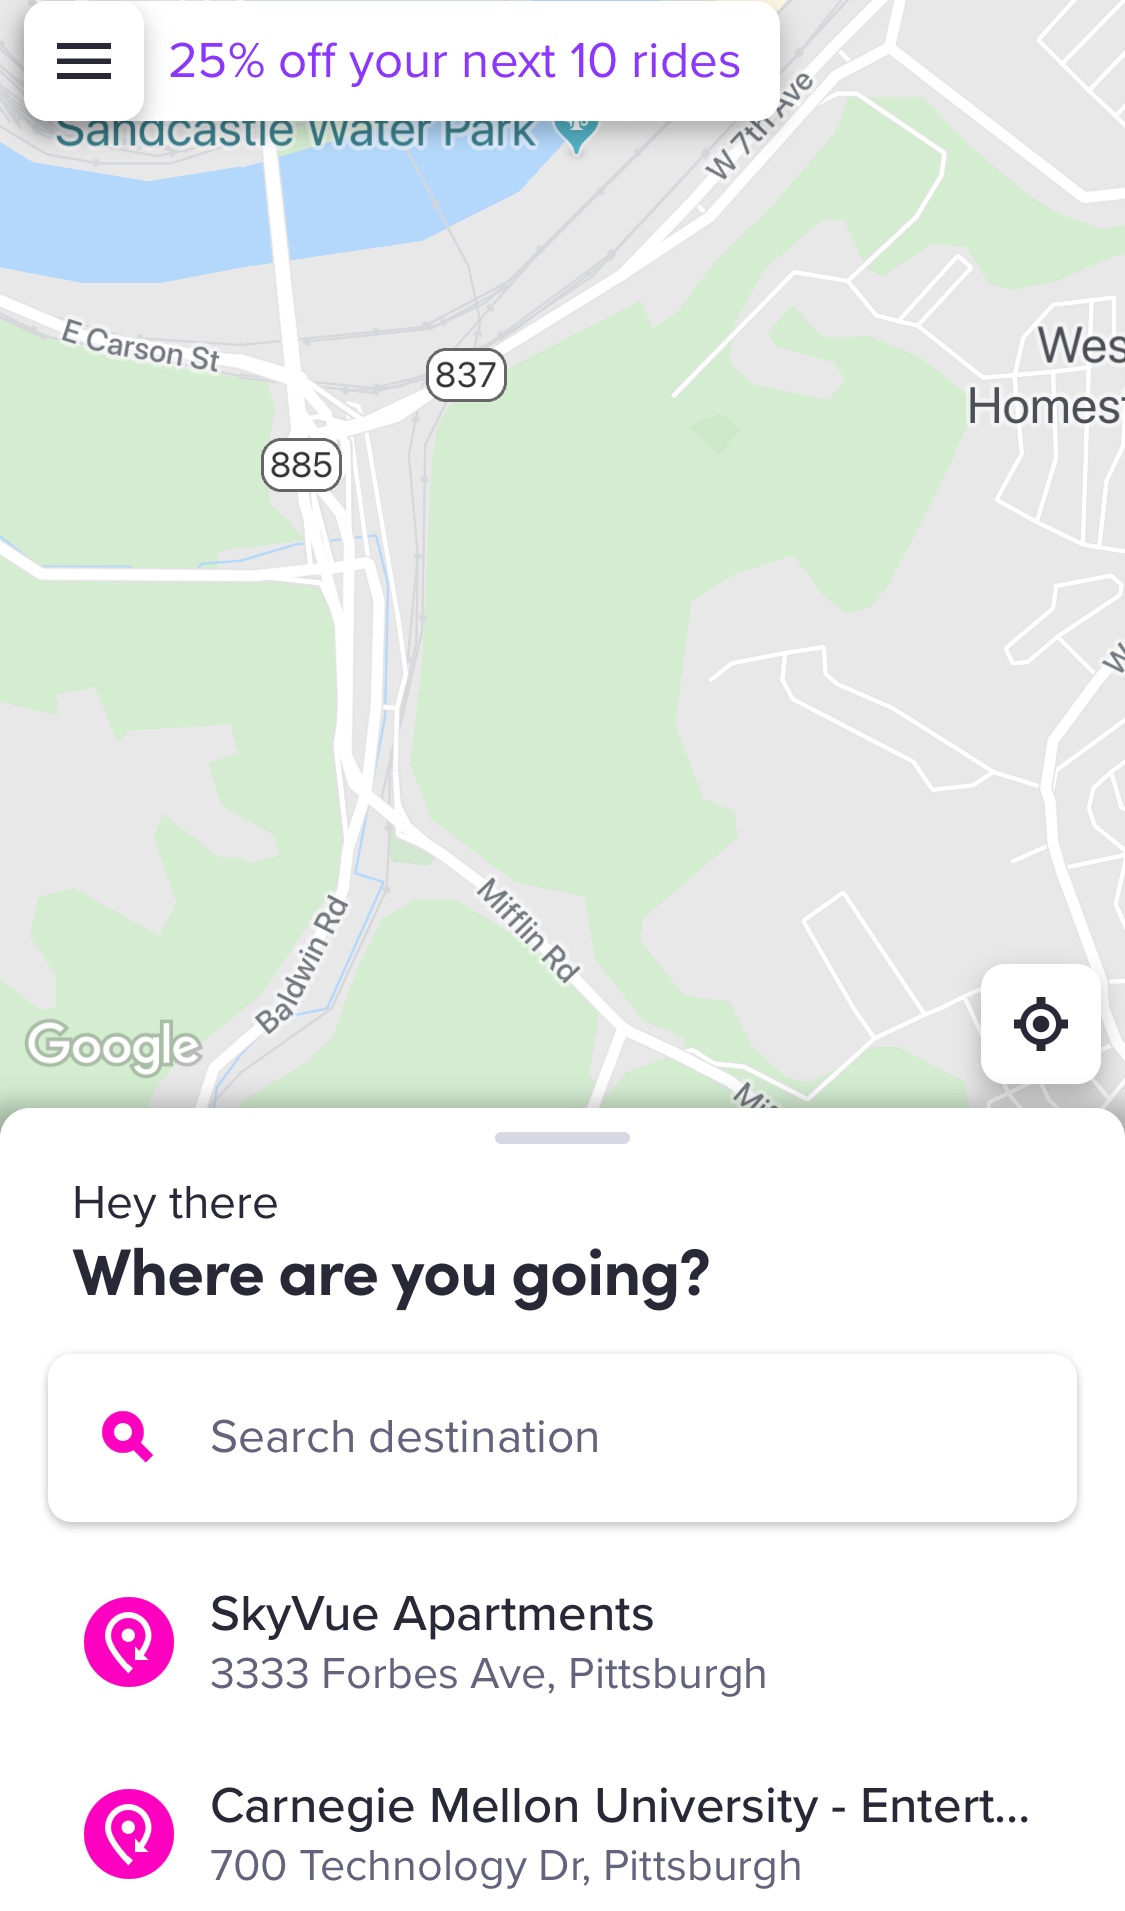 25% off your next 10 rides
Sandcastle Water Park
W 7th Ave
E Carson St
837
Wes
Homest
885
W
Baldwin Rd
Mifflin Rd
Google
Mif
Hey there
Where are you going?
Search destination
SkyVue Apartments
3333 Forbes Ave, Pittsburgh
Carnegie Mellon University - Entert...
700 Technology Dr, Pittsburgh